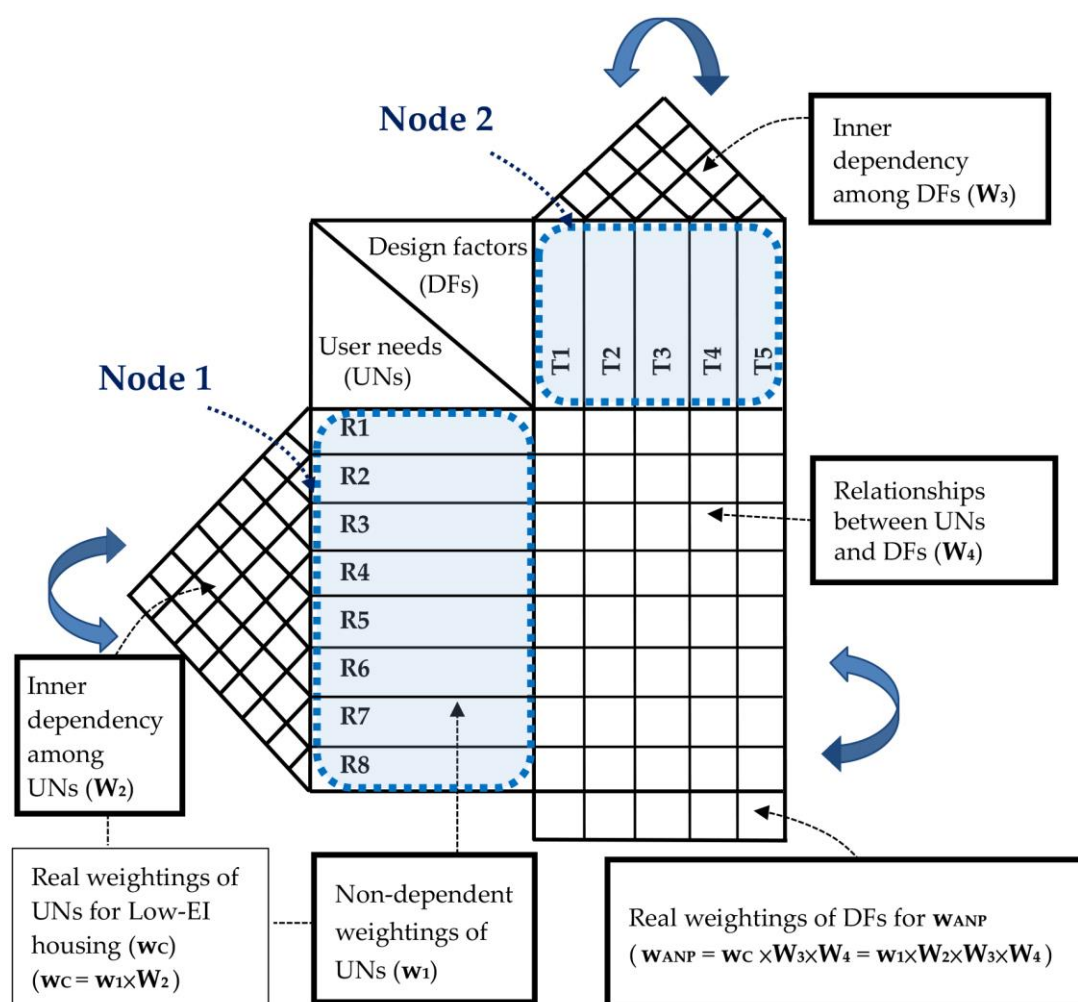 Node 2
Inner
dependency
among DFs (W3)
Design factors
(DFs)
User needs
(UNs)
T1
T2
T3
T4
T5
Node 1
R1
R2
R3
R4
R5
R6
R7
R8
Relationships
between UNs
and DFs (W4)
Inner
dependency
among
UNs (W2)
Real weightings of
UNs for Low-EI
housing (wC)
(wC = w1×W2)
Non-dependent
weightings of
UNs (w1)
Real weightings of DFs for wANP
( wANP = wC ×W3×W4 = w1×W2×W3×W4 )